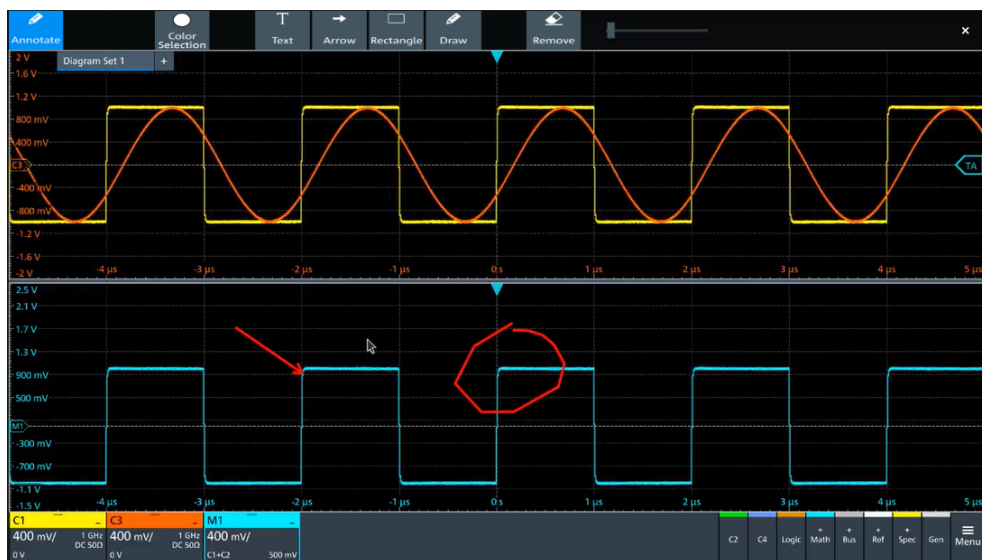 Annotate
Color
Selection
T
Text
Arrow
Rectangle
Draw
Remove
×
2 V
Diagram Set 1 +
1.6 V
1.2 V
800 mV
400 mV
C3
TA
-400 mV
-800 mV
-1.2 V
-1.6 V
-2 V
-4 µs -3 µs -2 µs -1 µs 0 s 1 µs 2 µs 3 µs 4 µs 5 µs
2.5 V
2.1 V
1.7 V
1.3 V
900 mV
500 mV
M1
-300 mV
-700 mV
-1.1 V
-1.5 V
-4 µs -3 µs -2 µs -1 µs 0 s 1 µs 2 µs 3 µs 4 µs 5 µs
C1 C3 M1
400 mV/ 1 GHz 400 mV/ 1 GHz 400 mV/
DC 50Ω DC 50Ω
0 V 0 V C1+C2 500 mV
C2 C4 Logic + Math + Bus + Ref + Spec Gen Menu